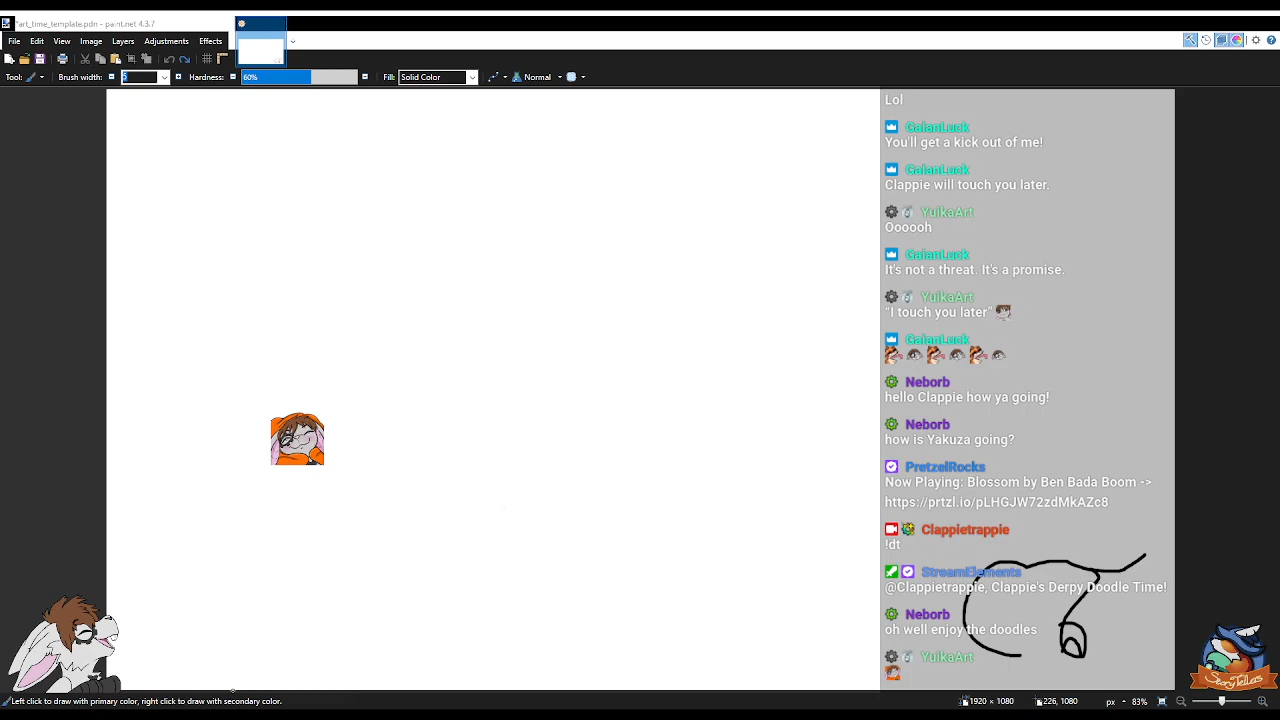 *art_time_template.pdn - paint.net 4.3.7
File Edit View Image Layers Adjustments Effects
Tool: Brush width: 5 Hardness: 60% Fill: Solid Color Normal
Lol
GalanLuck
You'll get a kick out of me!
GalanLuck
Clappie will touch you later.
YuikaArt
Oooooh
GalanLuck
It's not a threat. It's a promise.
YuikaArt
“I touch you later”
GalanLuck
Neborb
hello Clappie how ya going!
Neborb
how is Yakuza going?
PretzelRocks
Now Playing: Blossom by Ben Bada Boom ->
https://prtzl.io/pLHGJW72zdMkAZc8
Clappietrappie
!dt
StreamElements
@Clappietrappie, Clappie's Derpy Doodle Time!
Neborb
oh well enjoy the doodles
YuikaArt
STORYTELLERS
Left click to draw with primary color, right click to draw with secondary color. 1920 × 1080 226, 1080 px 83%